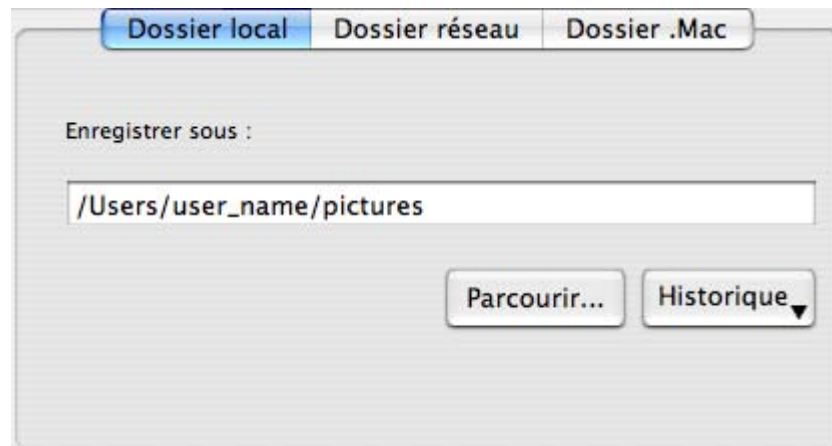 Dossier local Dossier réseau Dossier .Mac
Enregistrer sous :
/Users/user_name/pictures
Parcourir... Historique